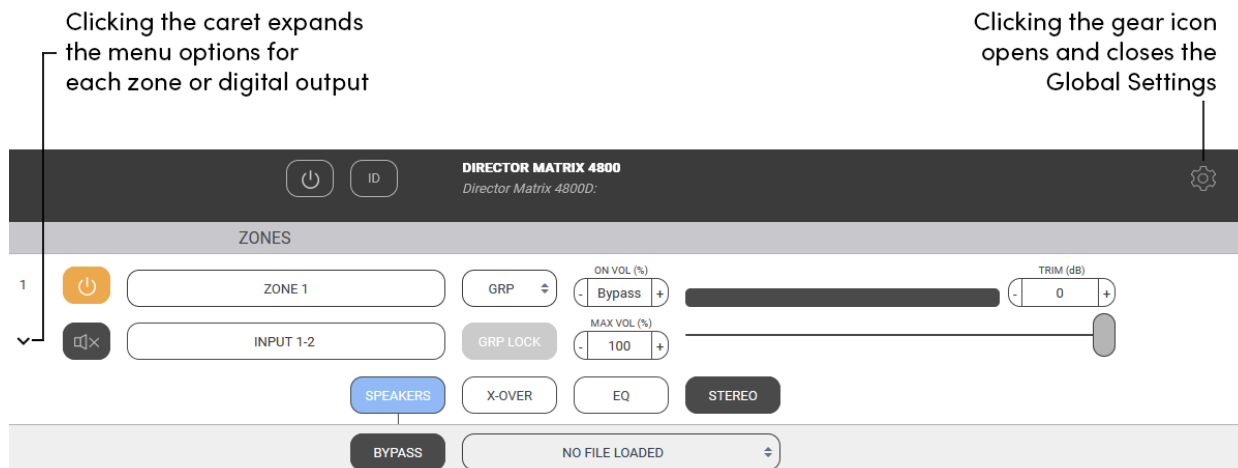 Clicking the caret expands
the menu options for
each zone or digital output
Clicking the gear icon
opens and closes the
Global Settings
ID
DIRECTOR MATRIX 4800
Director Matrix 4800D:
ZONES
1
ZONE 1
GRP
ON VOL (%)
- Bypass +
TRIM (dB)
- 0 +
INPUT 1-2
GRP LOCK
MAX VOL (%)
- 100 +
SPEAKERS
X-OVER
EQ
STEREO
BYPASS
NO FILE LOADED